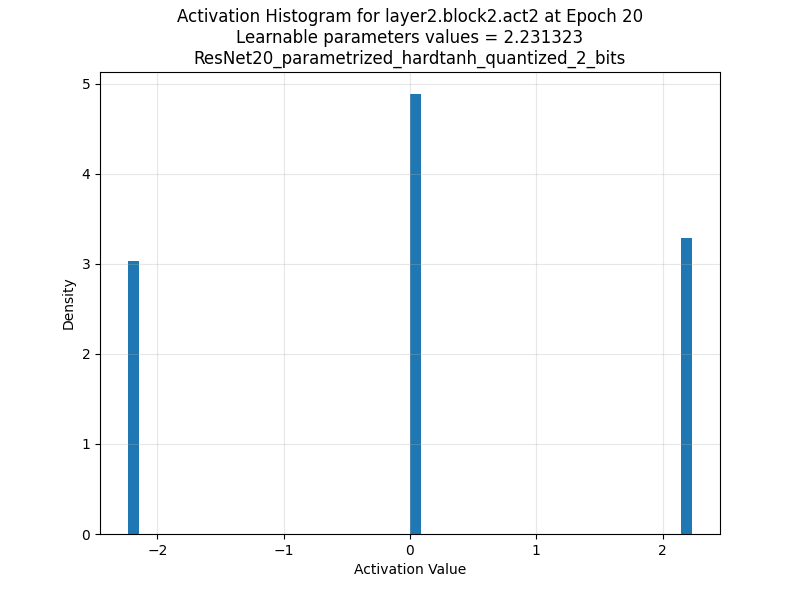 Activation Histogram for layer2.block2.act2 at Epoch 20
Learnable parameters values = 2.231323
ResNet20_parametrized_hardtanh_quantized_2_bits
Density
5
4
3
2
1
0
−2
−1
0
1
2
Activation Value